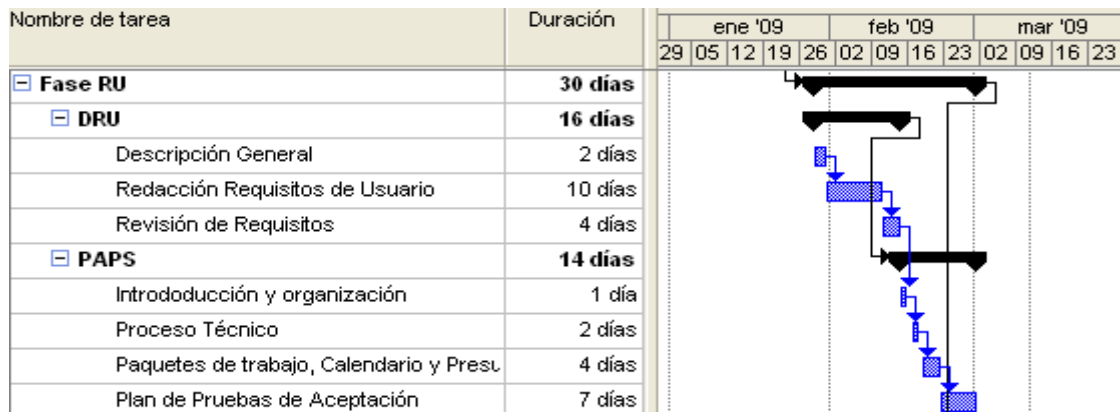 Nombre de tarea Duración
ene '09 feb '09 mar '09
29 05 12 19 26 02 09 16 23 02 09 16 23
Fase RU 30 días
DRU 16 días
Descripción General 2 días
Redacción Requisitos de Usuario 10 días
Revisión de Requisitos 4 días
PAPS 14 días
Intrododucción y organización 1 día
Proceso Técnico 2 días
Paquetes de trabajo, Calendario y Presu 4 días
Plan de Pruebas de Aceptación 7 días